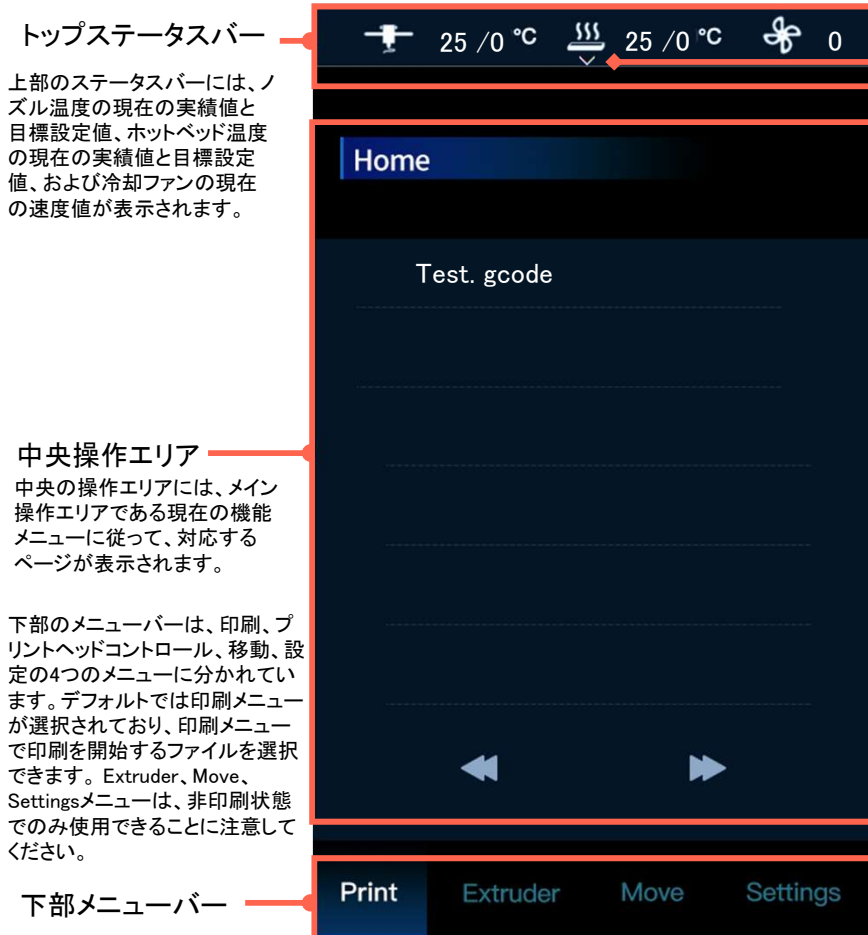 トップステータスバー
25 /0 ℃ 25 /0 ℃ 0
上部のステータスバーには、ノ
ズル温度の現在の実績値と
目標設定値、ホットベッド温度
の現在の実績値と目標設定
値、および冷却ファンの現在
の速度値が表示されます。
Home
Test. gcode
中央操作エリア
中央の操作エリアには、メイン
操作エリアである現在の機能
メニューに従って、対応する
ページが表示されます。
下部のメニューバーは、印刷、プ
リントヘッドコントロール、移動、設
定の4つのメニューに分かれてい
ます。デフォルトでは印刷メニュー
が選択されており、印刷メニュー
で印刷を開始するファイルを選択
できます。Extruder、Move、
Settingsメニューは、非印刷状態
でのみ使用できることに注意して
ください。
下部メニューバー
Print Extruder Move Settings